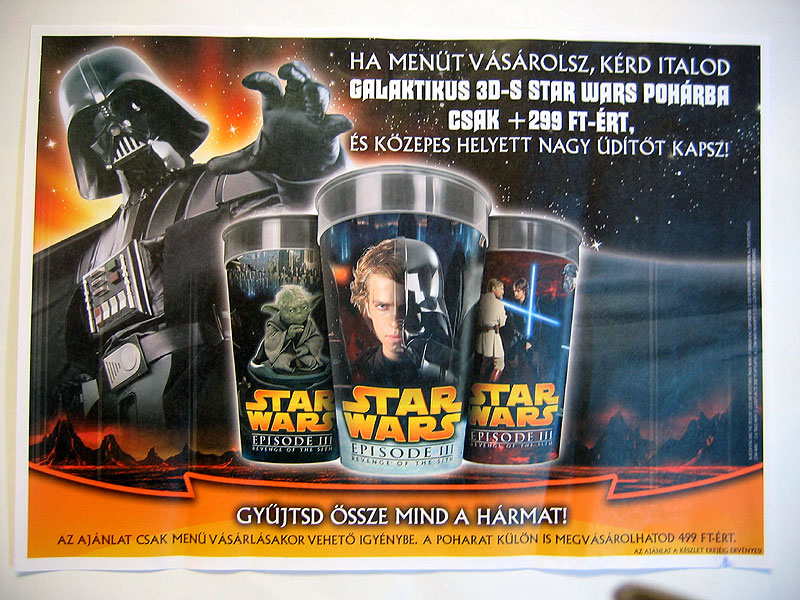 HA MENÜT VÁSÁROLSZ, KÉRD ITALOD
GALAKTIKUS 3D-S STAR WARS POHÁRBA
CSAK +299 FT-ÉRT,
ÉS KÖZEPES HELYETT NAGY ÜDÍTŐT KAPSZ!
STAR WARS
EPISODE III
REVENGE OF THE SITH
STAR WARS
EPISODE III
REVENGE OF THE SITH
STAR WARS
EPISODE III
REVENGE OF THE SITH
GYŰJTSD ÖSSZE MIND A HÁRMAT!
AZ AJÁNLAT CSAK MENÜ VÁSÁRLÁSAKOR VEHETŐ IGÉNYBE. A POHARAT KÜLÖN IS MEGVÁSÁROLHATOD 499 FT-ÉRT.
AZ AJÁNLAT A KÉSZLET EREJÉIG ÉRVÉNYES!